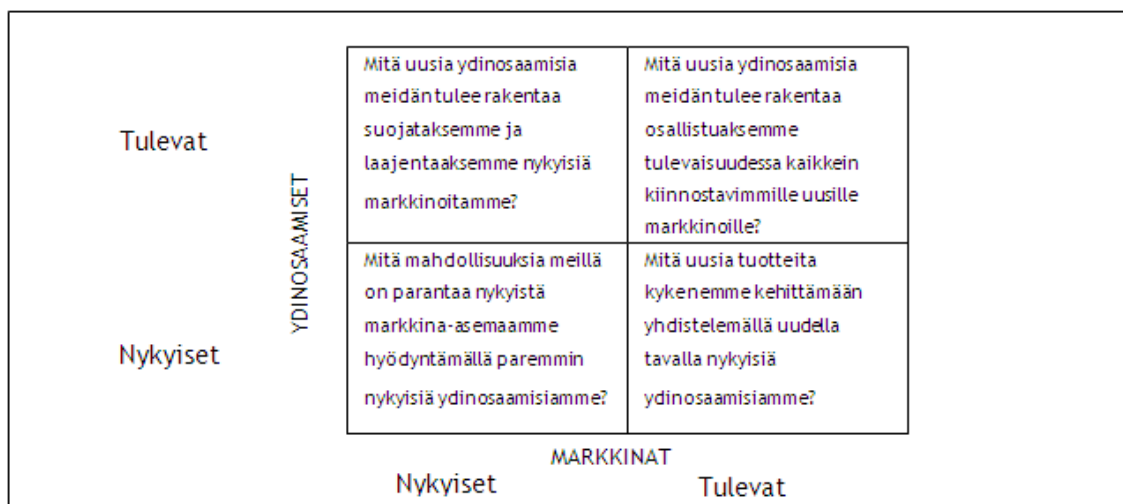 Tulevat
YDINOSAAMISET
Mitä uusia ydinosaamisia
meidän tulee rakentaa
suojataksemme ja
laajentaaksemme nykyisiä
markkinoitamme?
Mitä uusia ydinosaamisia
meidän tulee rakentaa
osallistuaksemme
tulevaisuudessa kaikkein
kiinnostavimmille uusille
markkinoille?
Nykyiset
Mitä mahdollisuuksia meillä
on parantaa nykyistä
markkina-asemaamme
hyödyntämällä paremmin
nykyisiä ydinosaamisiamme?
Mitä uusia tuotteita
kykenemme kehittämään
yhdistelemällä uudella
tavalla nykyisiä
ydinosaamisiamme?
MARKKINAT
Nykyiset
Tulevat